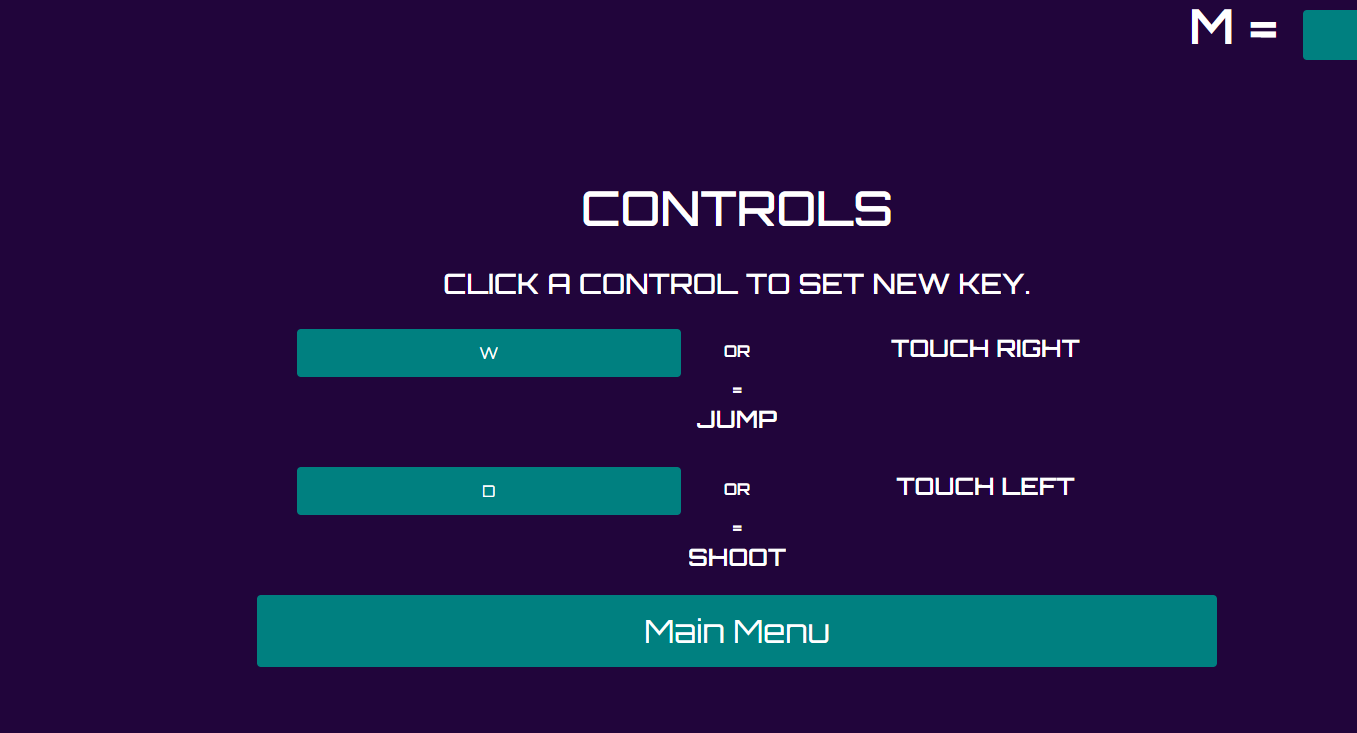 M =
CONTROLS
CLICK A CONTROL TO SET NEW KEY.
W OR TOUCH RIGHT
=
JUMP
D OR TOUCH LEFT
=
SHOOT
Main Menu